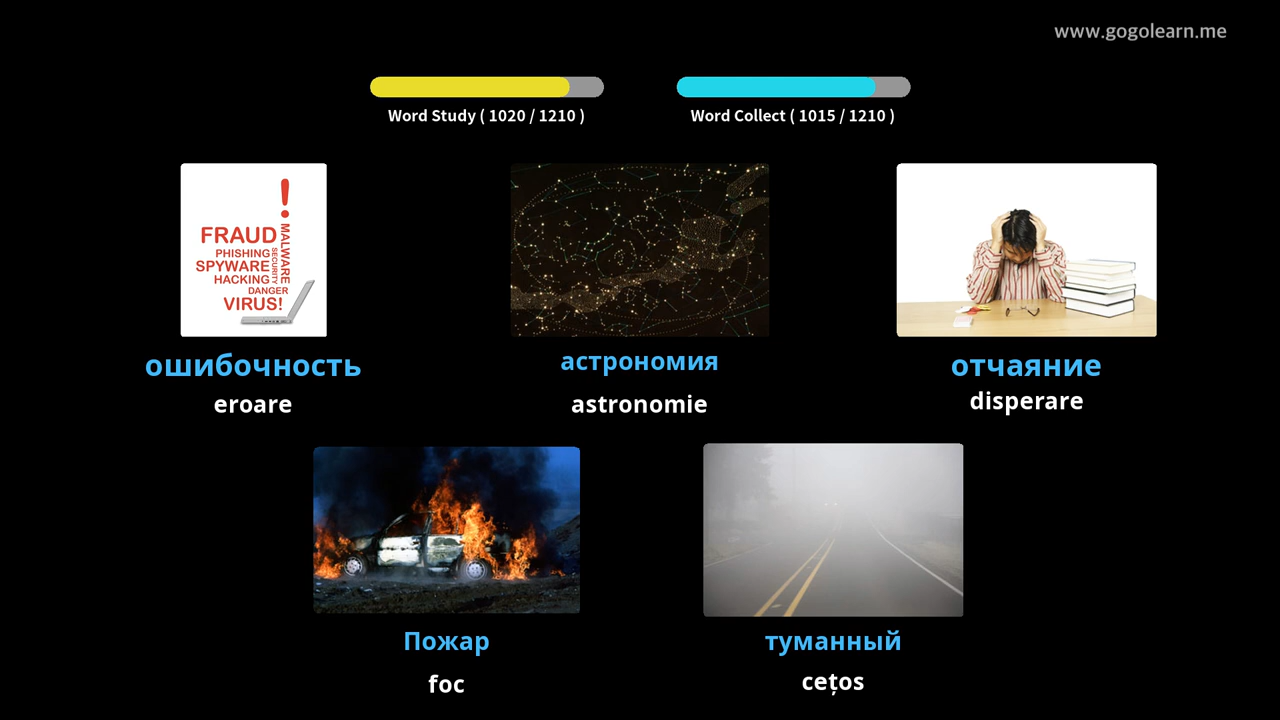 www.gogolearn.me
Word Study ( 1020 / 1210 )
Word Collect ( 1015 / 1210 )
!
FRAUD
MALWARE
PHISHING
SECURITY
SPYWARE
HACKING
DANGER
VIRUS!
ошибочность
eroare
астрономия
astronomie
отчаяние
disperare
Пожар
foc
туманный
cețos